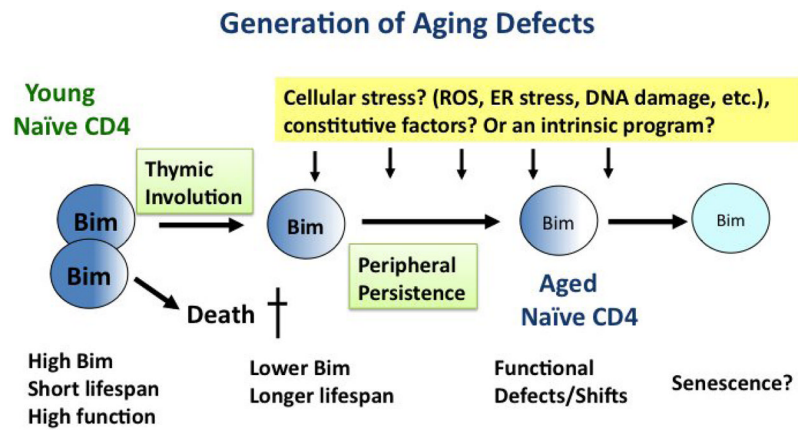 Generation of Aging Defects
Young
Naïve CD4
Cellular stress? (ROS, ER stress, DNA damage, etc.),
constitutive factors? Or an intrinsic program?
Thymic
Involution
Bim
Bim
Bim
Bim
Bim
Peripheral
Persistence
Death †
Aged
Naïve CD4
High Bim
Short lifespan
High function
Lower Bim
Longer lifespan
Functional
Defects/Shifts
Senescence?